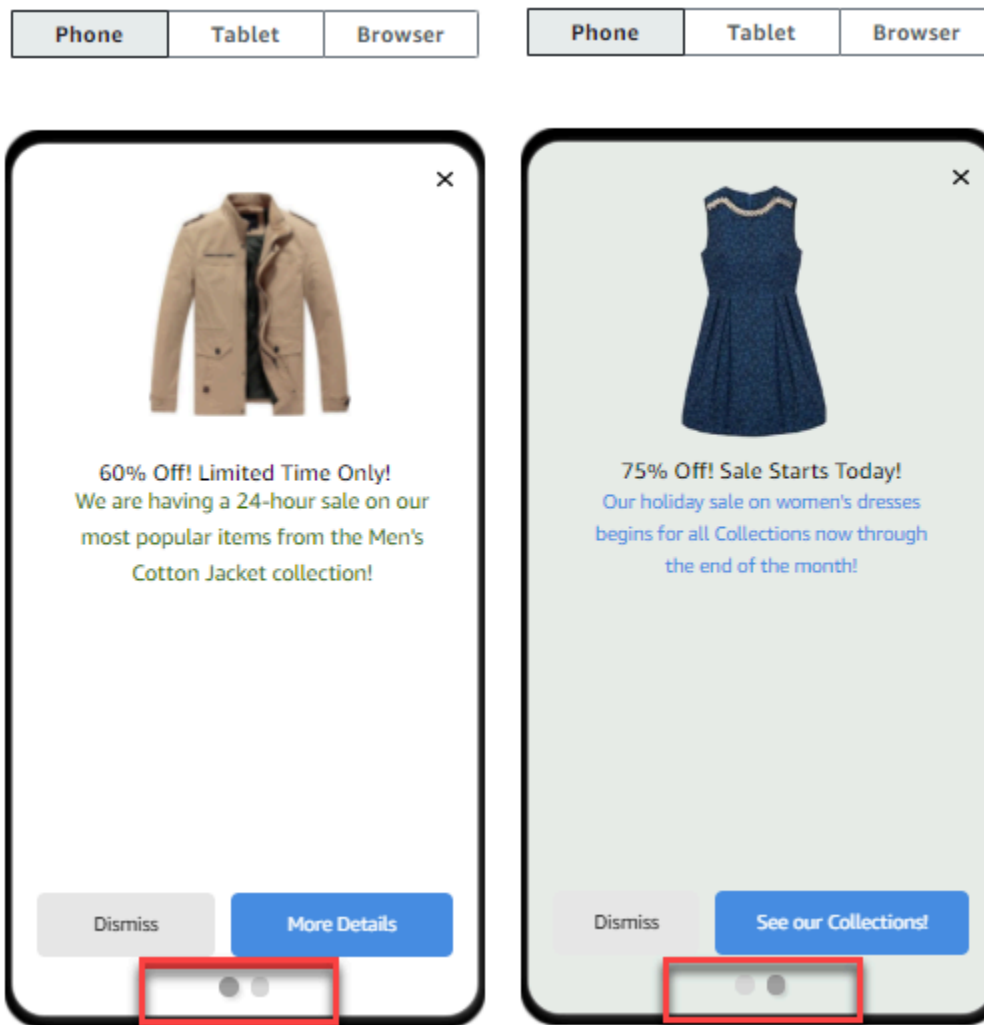 Phone Tablet Browser
Phone Tablet Browser
×
60% Off! Limited Time Only!
We are having a 24-hour sale on our
most popular items from the Men's
Cotton Jacket collection!
Dismiss More Details
×
75% Off! Sale Starts Today!
Our holiday sale on women's dresses
begins for all Collections now through
the end of the month!
Dismiss See our Collections!